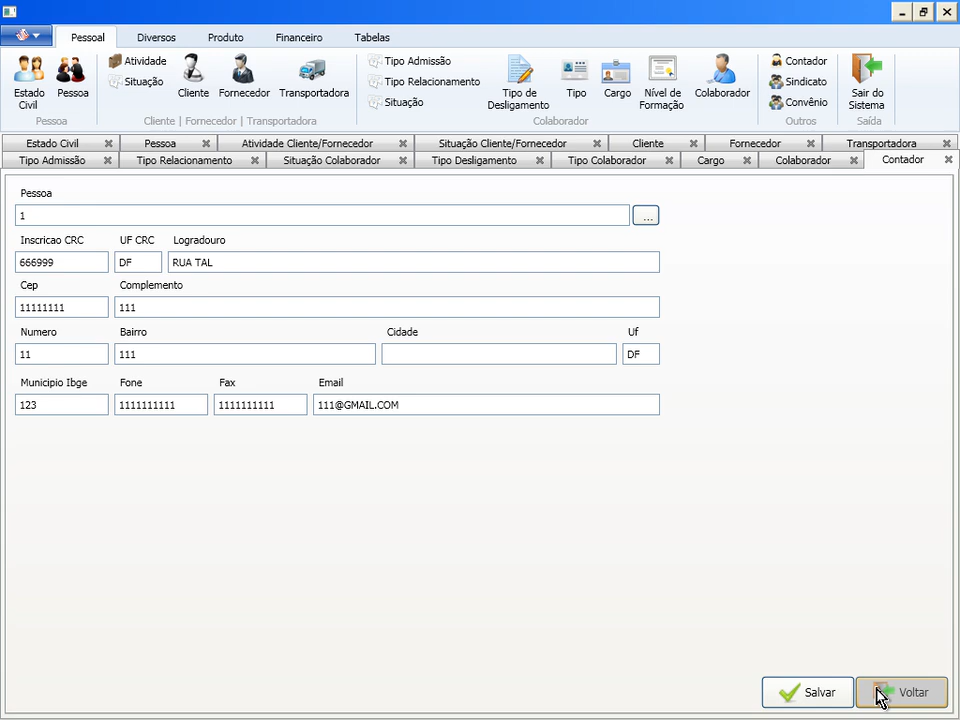 Pessoal Diversos Produto Financeiro Tabelas
Estado Civil
Pessoa
Pessoa
Atividade
Situação
Cliente
Fornecedor
Transportadora
Cliente | Fornecedor | Transportadora
Tipo Admissão
Tipo Relacionamento
Situação
Tipo de Desligamento
Tipo
Cargo
Nível de Formação
Colaborador
Colaborador
Contador
Sindicato
Convênio
Outros
Sair do Sistema
Saída
Estado Civil Pessoa Atividade Cliente/Fornecedor Situação Cliente/Fornecedor Cliente Fornecedor Transportadora
Tipo Admissão Tipo Relacionamento Situação Colaborador Tipo Desligamento Tipo Colaborador Cargo Colaborador Contador
Pessoa
1 ...
Inscricao CRC UF CRC Logradouro
666999 DF RUA TAL
Cep Complemento
11111111 111
Numero Bairro Cidade Uf
11 111 DF
Municipio Ibge Fone Fax Email
123 1111111111 1111111111 111@GMAIL.COM
Salvar Voltar